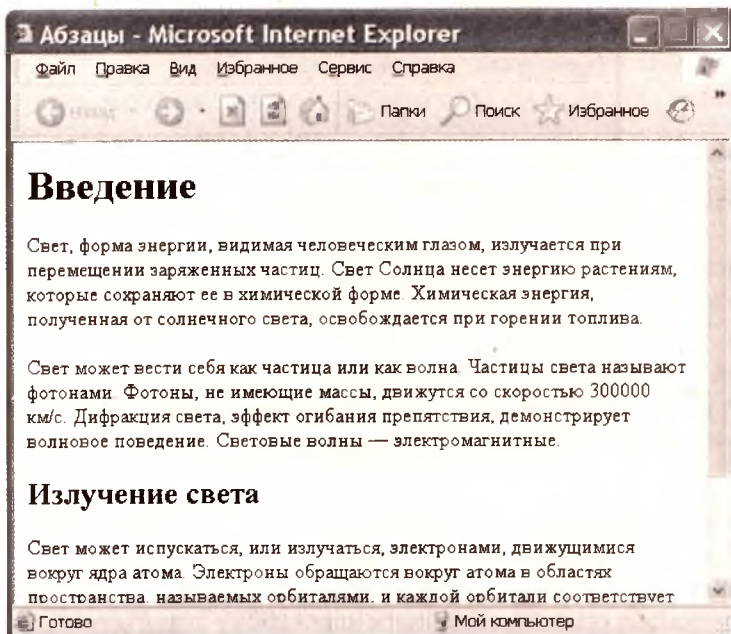 Абзацы - Microsoft Internet Explorer
Файл Правка Вид Избранное Сервис Справка
Назад Папки Поиск Избранное
Введение
Свет, форма энергии, видимая человеческим глазом, излучается при
перемещении заряженных частиц. Свет Солнца несет энергию растениям,
которые сохраняют ее в химической форме. Химическая энергия,
полученная от солнечного света, освобождается при горении топлива.
Свет может вести себя как частица или как волна. Частицы света называют
фотонами. Фотоны, не имеющие массы, движутся со скоростью 300000
км/с. Дифракция света, эффект огибания препятствия, демонстрирует
волновое поведение. Световые волны — электромагнитные.
Излучение света
Свет может испускаться, или излучаться, электронами, движущимися
вокруг ядра атома. Электроны обращаются вокруг атома в областях
пространства, называемых орбиталями, и каждой орбитали соответствует
Готово Мой компьютер